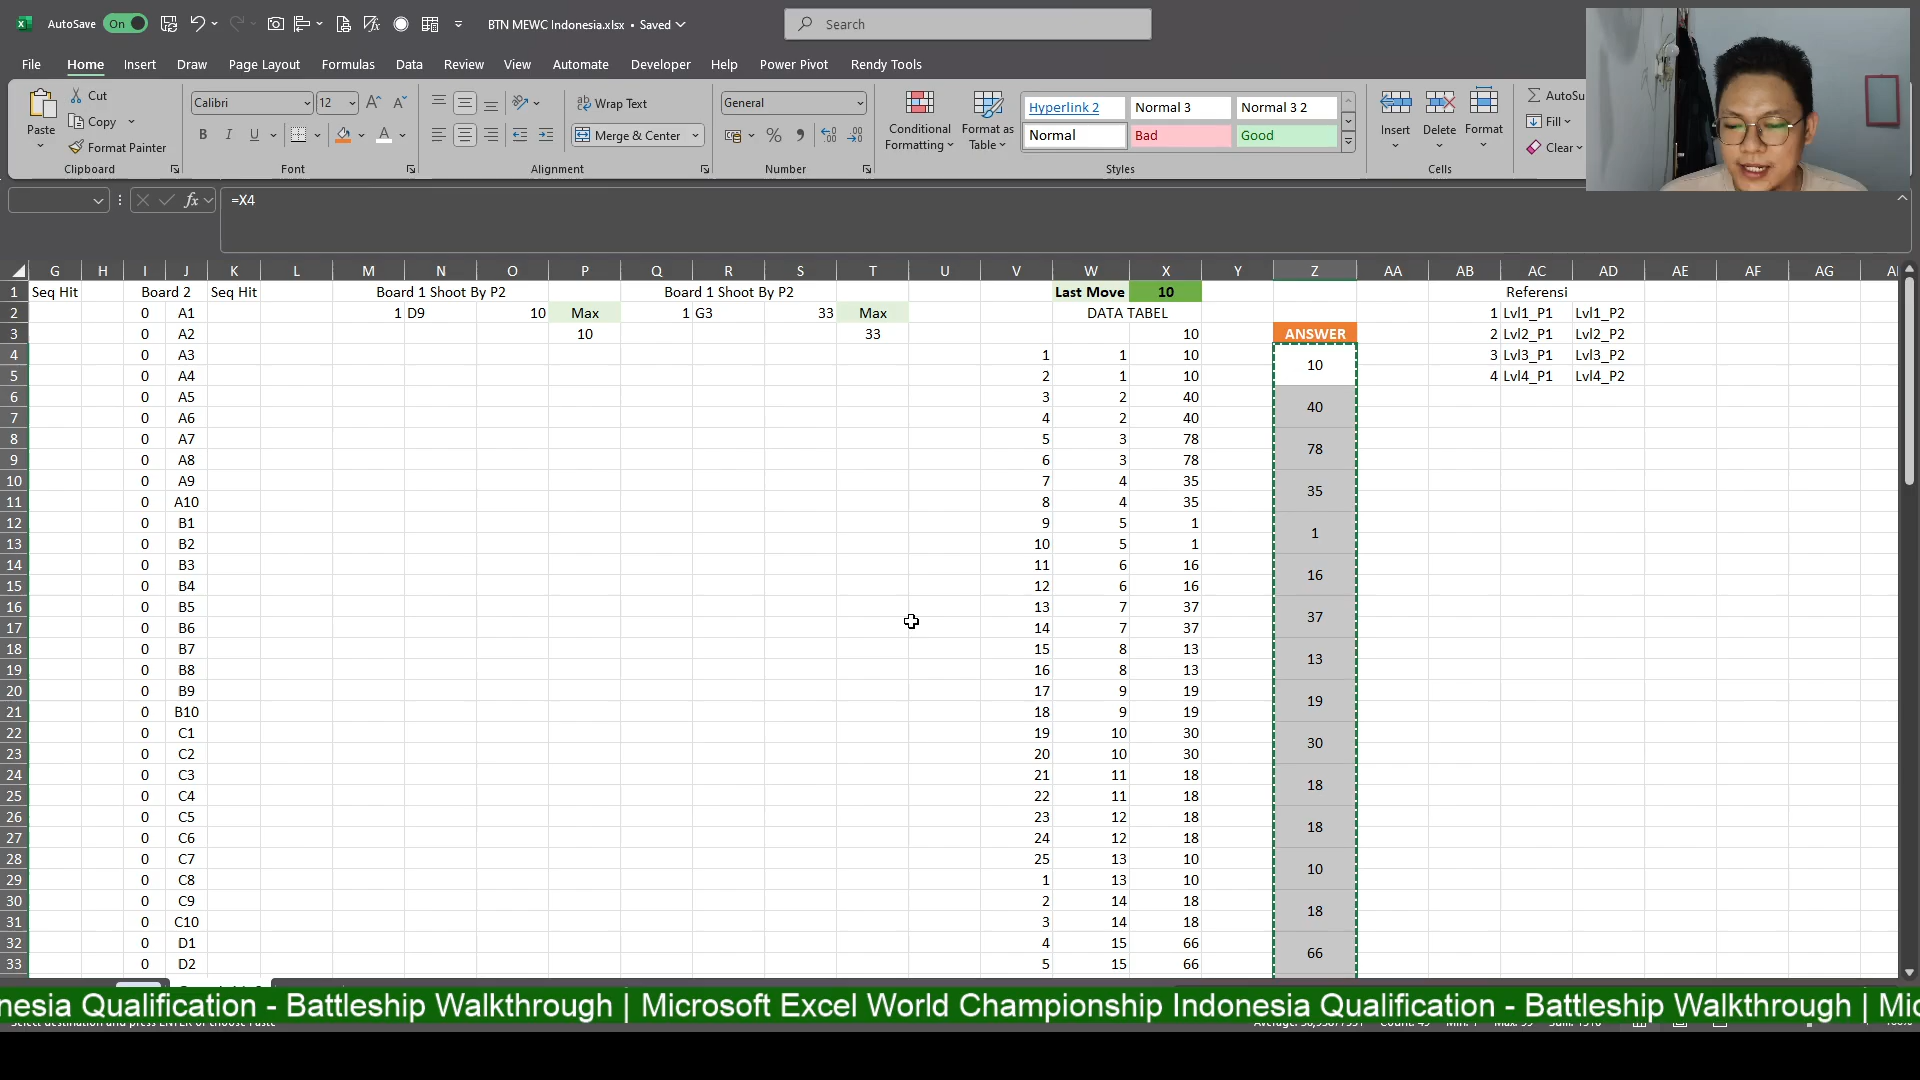 AutoSave On BTN MEWC Indonesia.xlsx • Saved Search
File Home Insert Draw Page Layout Formulas Data Review View Automate Developer Help Power Pivot Rendy Tools
Paste Cut Copy Format Painter Clipboard
Calibri 12 B I U A Font
Wrap Text Merge & Center Alignment
General % Number
Conditional Formatting Format as Table
Hyperlink 2 Normal 3 Normal 3 2
Normal Bad Good Styles
Insert Delete Format Cells
AutoSu Fill Clear
fx =X4
G H I J K L M N O P Q R S T U V W X Y Z AA AB AC AD AE AF AG
1 Seq Hit Board 2 Seq Hit Board 1 Shoot By P2 Board 1 Shoot By P2 Last Move 10 Referensi
2 0 A1 1 D9 10 Max 1 G3 33 Max DATA TABEL 1 Lvl1_P1 Lvl1_P2
3 0 A2 10 33 10 ANSWER 2 Lvl2_P1 Lvl2_P2
4 0 A3 1 1 10 10 3 Lvl3_P1 Lvl3_P2
5 0 A4 2 1 10 4 Lvl4_P1 Lvl4_P2
6 0 A5 3 2 40 40
7 0 A6 4 2 40
8 0 A7 5 3 78 78
9 0 A8 6 3 78
10 0 A9 7 4 35 35
11 0 A10 8 4 35
12 0 B1 9 5 1 1
13 0 B2 10 5 1
14 0 B3 11 6 16 16
15 0 B4 12 6 16
16 0 B5 13 7 37 37
17 0 B6 14 7 37
18 0 B7 15 8 13 13
19 0 B8 16 8 13
20 0 B9 17 9 19 19
21 0 B10 18 9 19
22 0 C1 19 10 30 30
23 0 C2 20 10 30
24 0 C3 21 11 18 18
25 0 C4 22 11 18
26 0 C5 23 12 18 18
27 0 C6 24 12 18
28 0 C7 25 13 10 10
29 0 C8 1 13 10
30 0 C9 2 14 18 18
31 0 C10 3 14 18
32 0 D1 4 15 66 66
33 0 D2 5 15 66
nesia Qualification - Battleship Walkthrough | Microsoft Excel World Championship Indonesia Qualification - Battleship Walkthrough | Mic